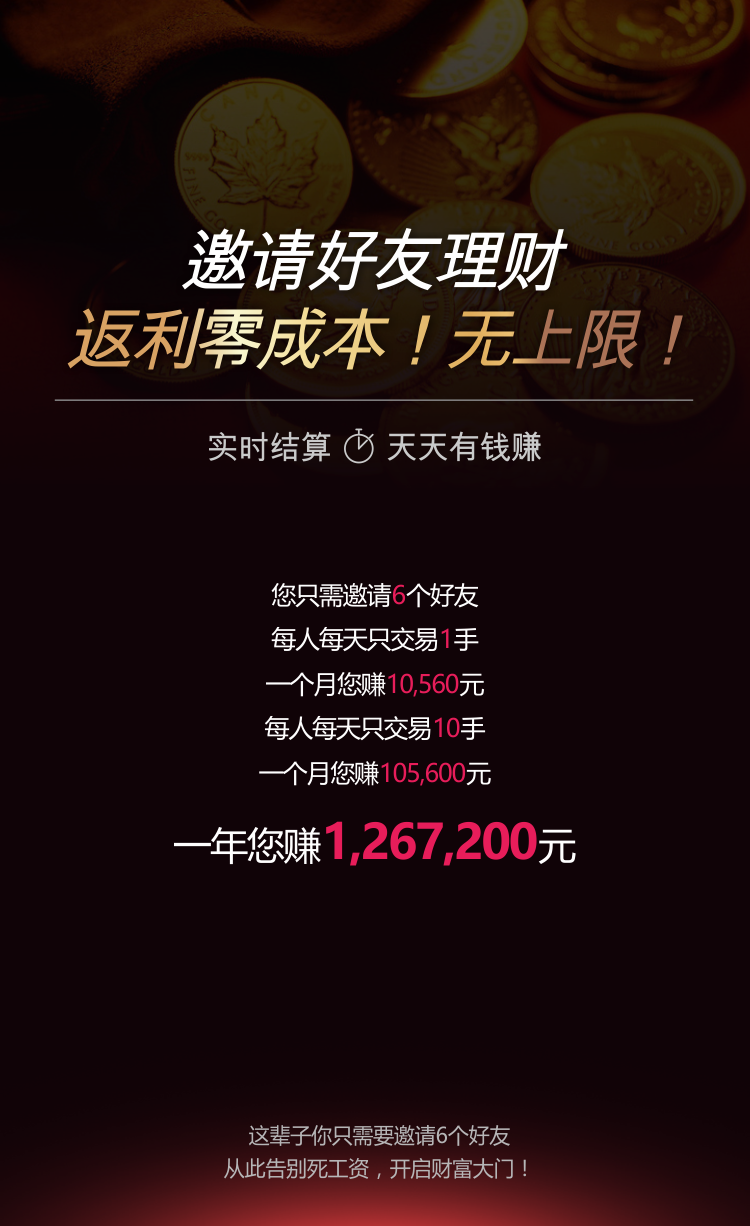 邀请好友理财
返利零成本！无上限！
实时结算 天天有钱赚
您只需邀请6个好友
每人每天只交易1手
一个月您赚10,560元
每人每天只交易10手
一个月您赚105,600元
一年您赚1,267,200元
这辈子你只需要邀请6个好友
从此告别死工资，开启财富大门！